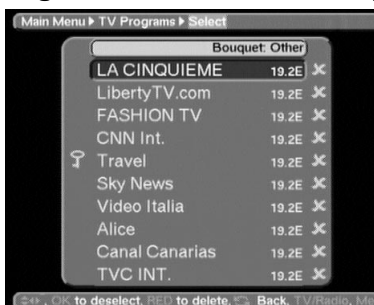 Main Menu TV Programs Select
Bouquet: Other
LA CINQUIEME 19.2E
LibertyTV.com 19.2E
FASHION TV 19.2E
CNN Int. 19.2E
Travel 19.2E
Sky News 19.2E
Video Italia 19.2E
Alice 19.2E
Canal Canarias 19.2E
TVC INT. 19.2E
, OK to deselect, RED to delete, Back, TV/Radio, Me